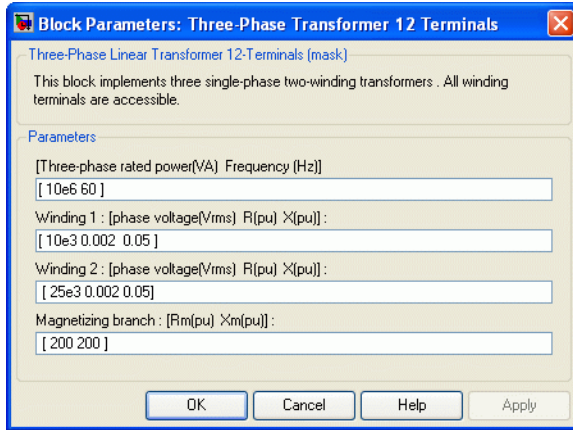 Block Parameters: Three-Phase Transformer 12 Terminals
Three-Phase Linear Transformer 12-Terminals (mask)
This block implements three single-phase two-winding transformers . All winding
terminals are accessible.
Parameters
[Three-phase rated power(VA) Frequency (Hz)]
[ 10e6 60 ]
Winding 1 : [phase voltage(Vrms) R(pu) X(pu)] :
[ 10e3 0.002 0.05 ]
Winding 2 : [phase voltage(Vrms) R(pu) X(pu)] :
[ 25e3 0.002 0.05]
Magnetizing branch : [Rm(pu) Xm(pu)] :
[ 200 200 ]
OK Cancel Help Apply